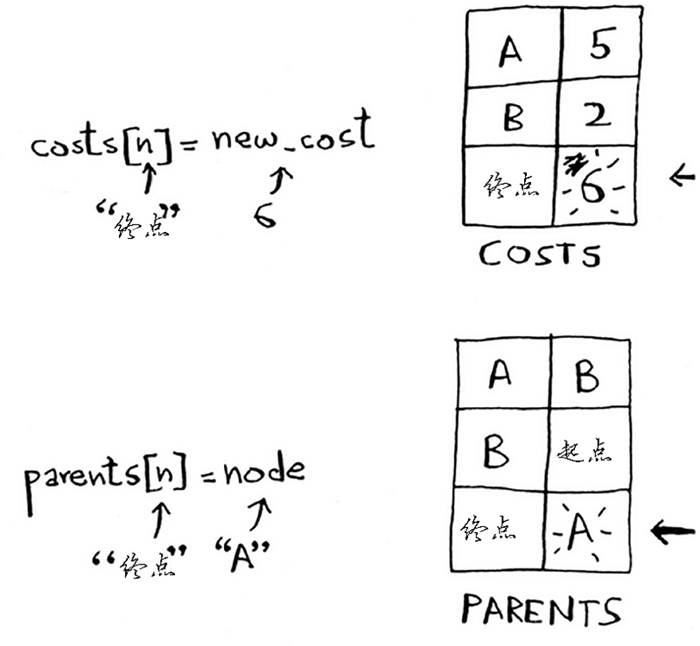 costs[n] = new_cost
“终点”
6
A 5
B 2
终点 6
COSTS
parents[n] = node
“终点” “A”
A B
B 起点
终点 A
PARENTS